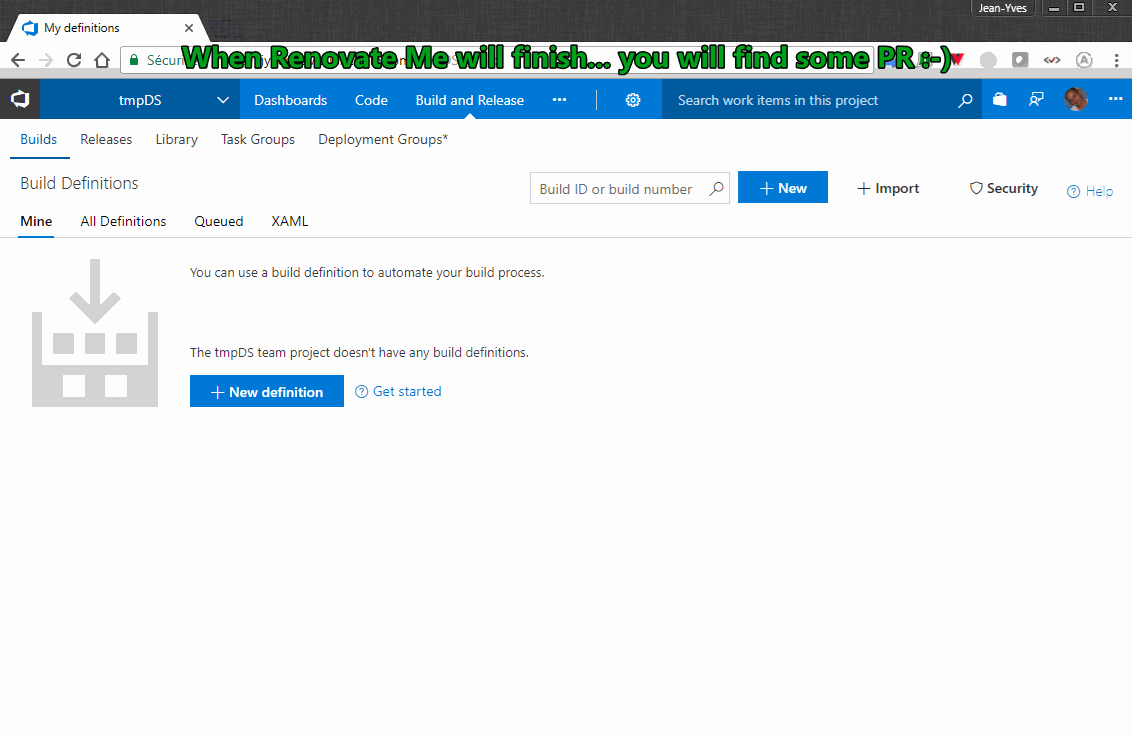 Jean-Yves
My definitions
Sécuri
When Renovate Me will finish... you will find some PR :-)
tmpDS Dashboards Code Build and Release ... Search work items in this project ...
Builds Releases Library Task Groups Deployment Groups*
Build Definitions
Build ID or build number + New + Import Security ? Help
Mine All Definitions Queued XAML
You can use a build definition to automate your build process.
The tmpDS team project doesn't have any build definitions.
+ New definition ? Get started